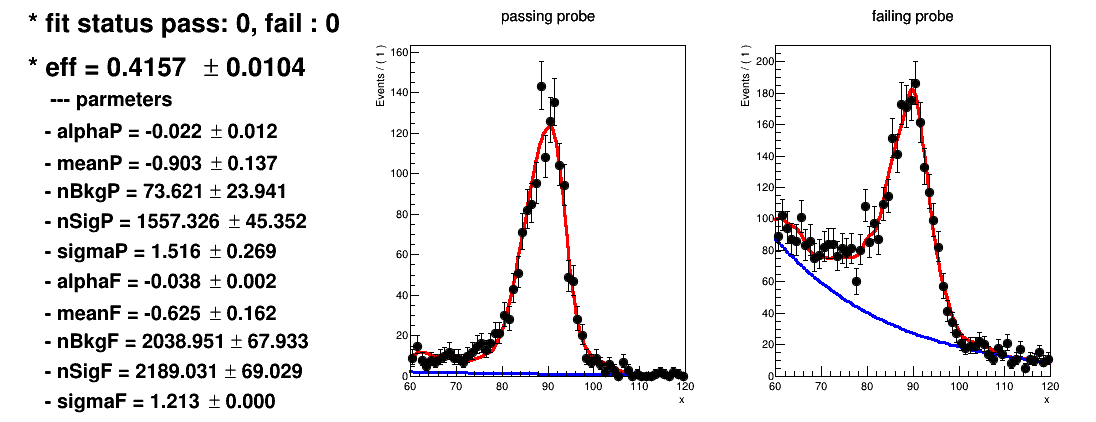 * fit status pass: 0, fail : 0
* eff = 0.4157 ± 0.0104
--- parmeters
- alphaP = -0.022 ± 0.012
- meanP = -0.903 ± 0.137
- nBkgP = 73.621 ± 23.941
- nSigP = 1557.326 ± 45.352
- sigmaP = 1.516 ± 0.269
- alphaF = -0.038 ± 0.002
- meanF = -0.625 ± 0.162
- nBkgF = 2038.951 ± 67.933
- nSigF = 2189.031 ± 69.029
- sigmaF = 1.213 ± 0.000
passing probe
Events / ( 1 )
160
140
120
100
80
60
40
20
0
60 70 80 90 100 110 120
x
failing probe
Events / ( 1 )
200
180
160
140
120
100
80
60
40
20
0
60 70 80 90 100 110 120
x